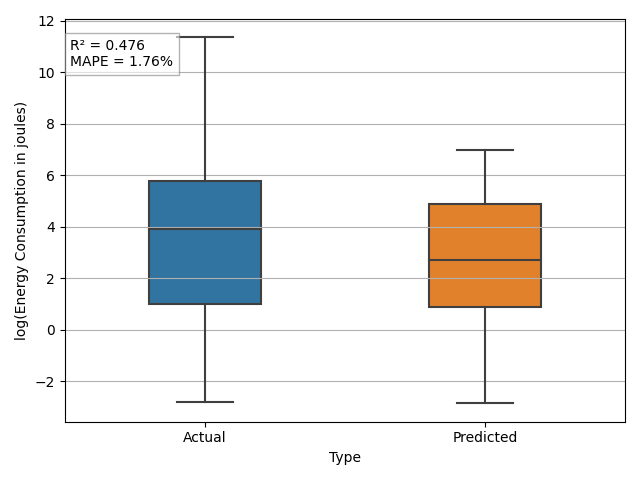 12
R² = 0.476
MAPE = 1.76%
10
8
6
4
2
0
−2
log(Energy Consumption in joules)
Actual
Predicted
Type